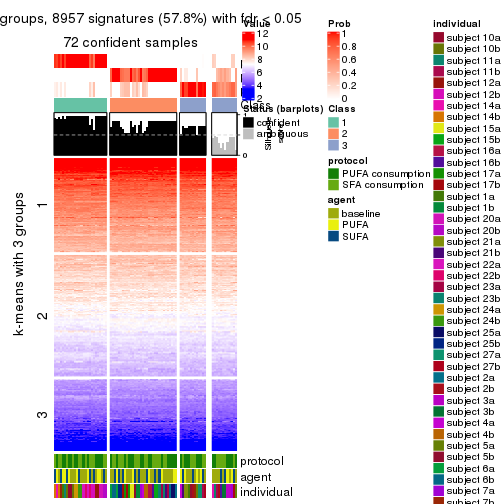 groups, 8957 signatures (57.8%) with fdr < 0.05
72 confident samples
k-means with 3 groups
1
2
3
Value
12
10
8
6
4
2
Class
1
0
Status (barplots)
confident
ambiguous
Prob
1
0.8
0.6
0.4
0.2
0
Class
1
2
3
protocol
PUFA consumption
SFA consumption
agent
baseline
PUFA
SUFA
protocol
agent
individual
individual
subject 10a
subject 10b
subject 11a
subject 11b
subject 12a
subject 12b
subject 14a
subject 14b
subject 15a
subject 15b
subject 16a
subject 16b
subject 17a
subject 17b
subject 1a
subject 1b
subject 20a
subject 20b
subject 21a
subject 21b
subject 22a
subject 22b
subject 23a
subject 23b
subject 24a
subject 24b
subject 25a
subject 25b
subject 27a
subject 27b
subject 2a
subject 2b
subject 3a
subject 3b
subject 4a
subject 4b
subject 5a
subject 5b
subject 6a
subject 6b
subject 7a
subject 7b